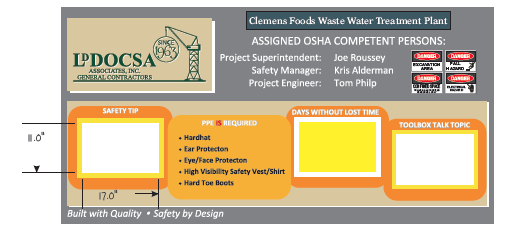 Clemens Foods Waste Water Treatment Plant
ASSIGNED OSHA COMPETENT PERSONS:
SINCE
1963
LPDOCSA
ASSOCIATES, INC.
GENERAL CONTRACTORS
Project Superintendent: Joe Roussey
Safety Manager: Kris Alderman
Project Engineer: Tom Philp
DANGER
EXCAVATION
AREA
DANGER
FALL
HAZARD
DANGER
CONFINED SPACE
DANGER
ELECTRICAL
HAZARD
SAFETY TIP
PPE IS REQUIRED
• Hardhat
• Ear Protecton
• Eye/Face Protecton
• High Visibility Safety Vest/Shirt
• Hard Toe Boots
DAYS WITHOUT LOST TIME
TOOLBOX TALK TOPIC
11.0"
17.0"
Built with Quality • Safety by Design